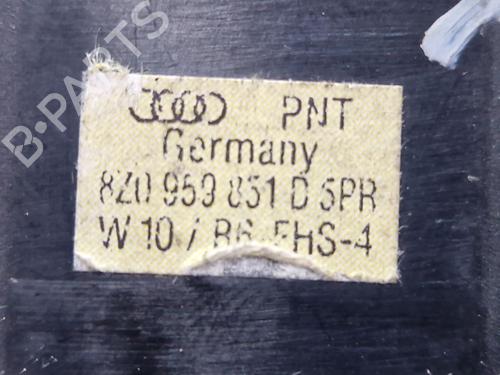 B-PARTS
PNT
Germany
8Z0 959 851 D 5PR
W 10 / B6 FHS-4